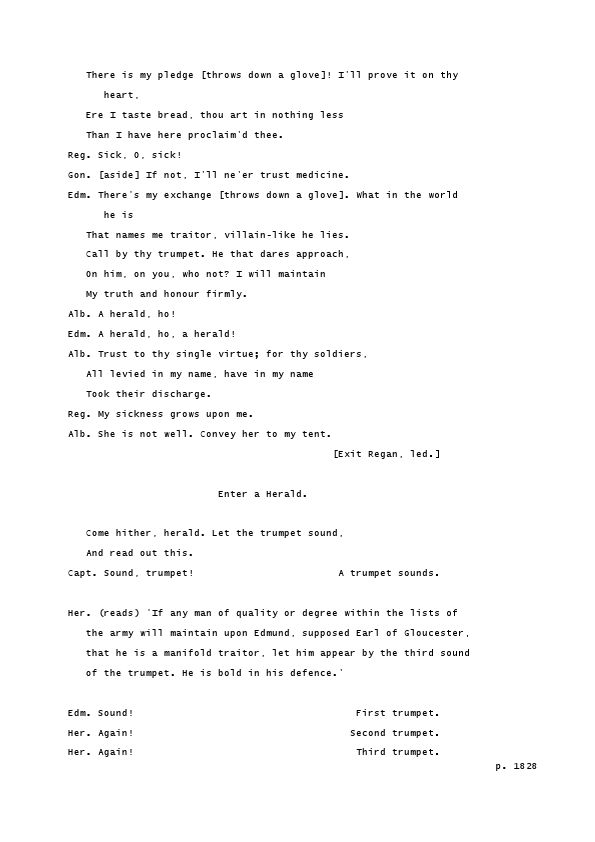 There is my pledge [throws down a glove]! I'll prove it on thy
heart,
Ere I taste bread, thou art in nothing less
Than I have here proclaim'd thee.
Reg. Sick, O, sick!
Gon. [aside] If not, I'll ne'er trust medicine.
Edm. There's my exchange [throws down a glove]. What in the world
he is
That names me traitor, villain-like he lies.
Call by thy trumpet. He that dares approach,
On him, on you, who not? I will maintain
My truth and honour firmly.
Alb. A herald, ho!
Edm. A herald, ho, a herald!
Alb. Trust to thy single virtue; for thy soldiers,
All levied in my name, have in my name
Took their discharge.
Reg. My sickness grows upon me.
Alb. She is not well. Convey her to my tent.
[Exit Regan, led.]
Enter a Herald.
Come hither, herald. Let the trumpet sound,
And read out this.
Capt. Sound, trumpet! A trumpet sounds.
Her. (reads) 'If any man of quality or degree within the lists of
the army will maintain upon Edmund, supposed Earl of Gloucester,
that he is a manifold traitor, let him appear by the third sound
of the trumpet. He is bold in his defence.'
Edm. Sound! First trumpet.
Her. Again! Second trumpet.
Her. Again! Third trumpet.
p. 1828